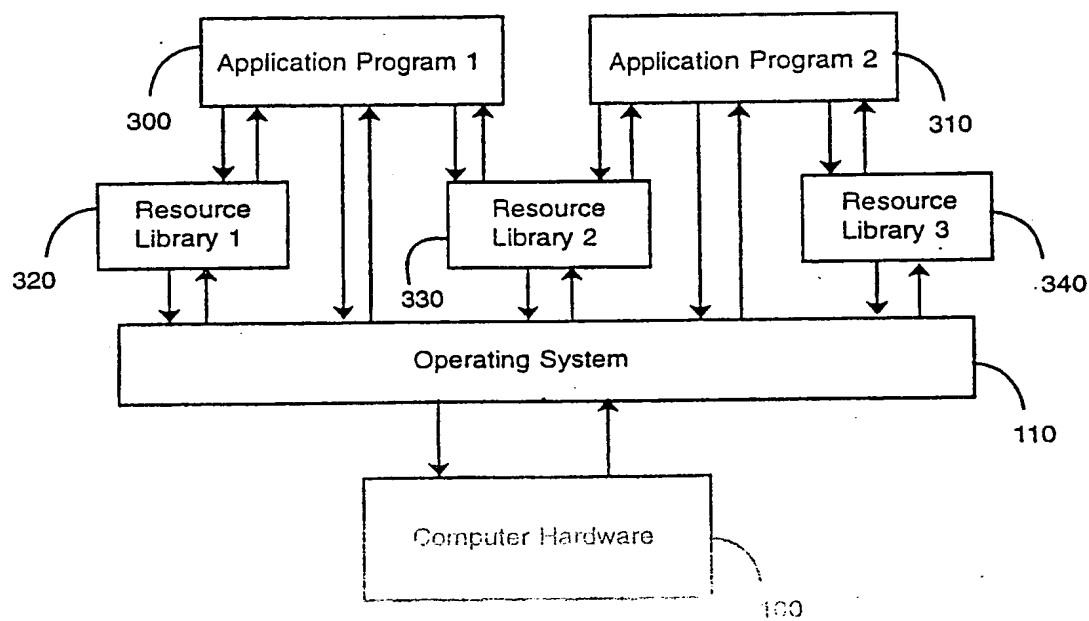 Application Program 1
Application Program 2
300
310
Resource
Library 1
Resource
Library 2
Resource
Library 3
320
330
340
Operating System
110
Computer Hardware
100